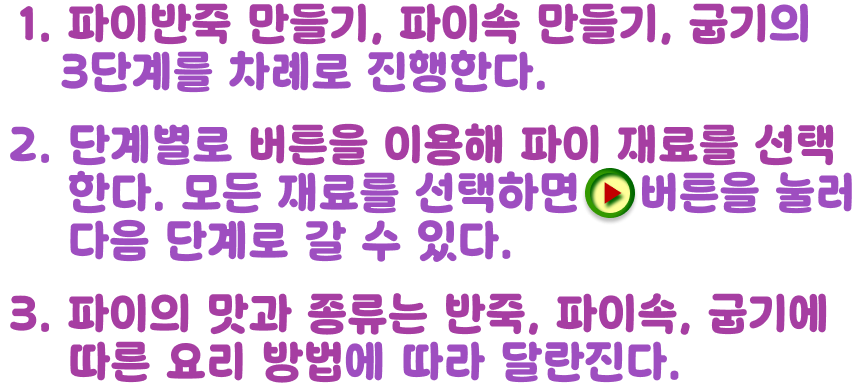 1. 파이반죽 만들기, 파이속 만들기, 굽기의
3단계를 차례로 진행한다.
2. 단계별로 버튼을 이용해 파이 재료를 선택
한다. 모든 재료를 선택하면 버튼을 눌러
다음 단계로 갈 수 있다.
3. 파이의 맛과 종류는 반죽, 파이속, 굽기에
따른 요리 방법에 따라 달란진다.